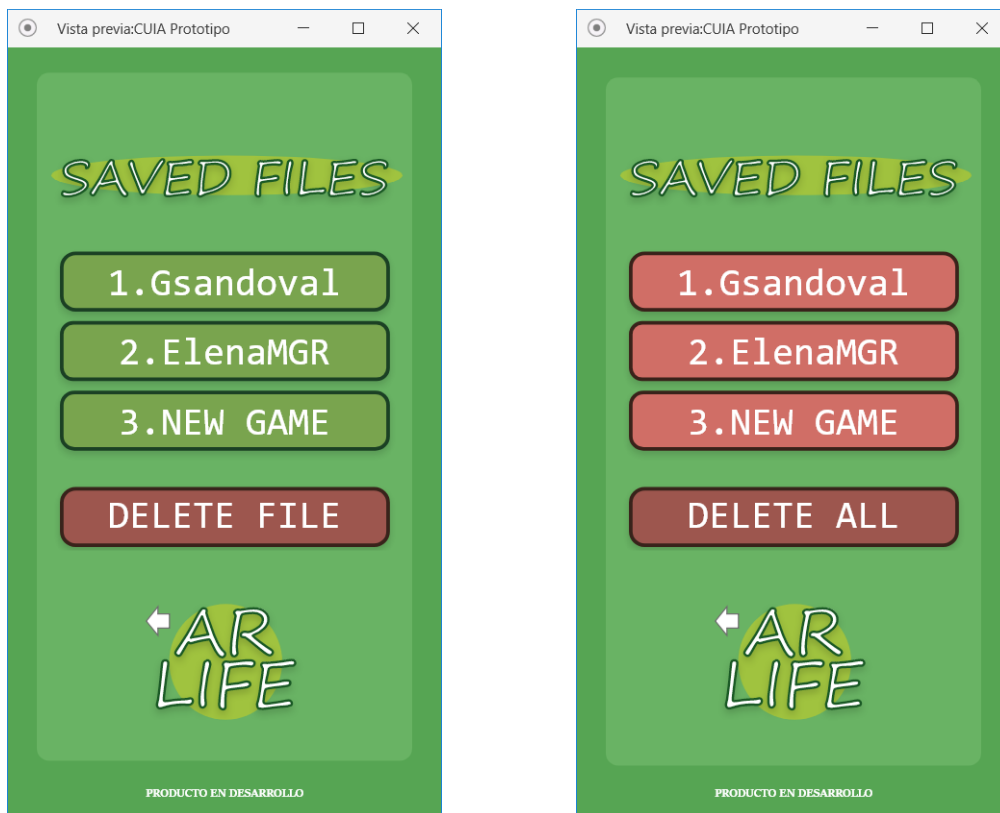 Vista previa:CUIA Prototipo
SAVED FILES
1.Gsandoval
2.ElenaMGR
3.NEW GAME
DELETE FILE
AR
LIFE
PRODUCTO EN DESARROLLO
Vista previa:CUIA Prototipo
SAVED FILES
1.Gsandoval
2.ElenaMGR
3.NEW GAME
DELETE ALL
AR
LIFE
PRODUCTO EN DESARROLLO